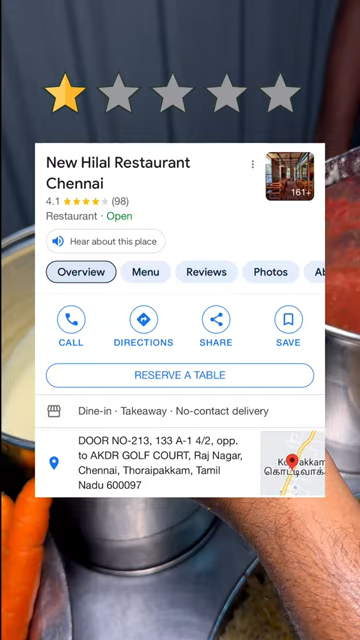 New Hilal Restaurant
Chennai
161+
4.1 (98)
Restaurant · Open
Hear about this place
Overview Menu Reviews Photos Ab
CALL DIRECTIONS SHARE SAVE
RESERVE A TABLE
Dine-in · Takeaway · No-contact delivery
DOOR NO-213, 133 A-1 4/2, opp.
to AKDR GOLF COURT, Raj Nagar,
Chennai, Thoraipakkam, Tamil
Nadu 600097